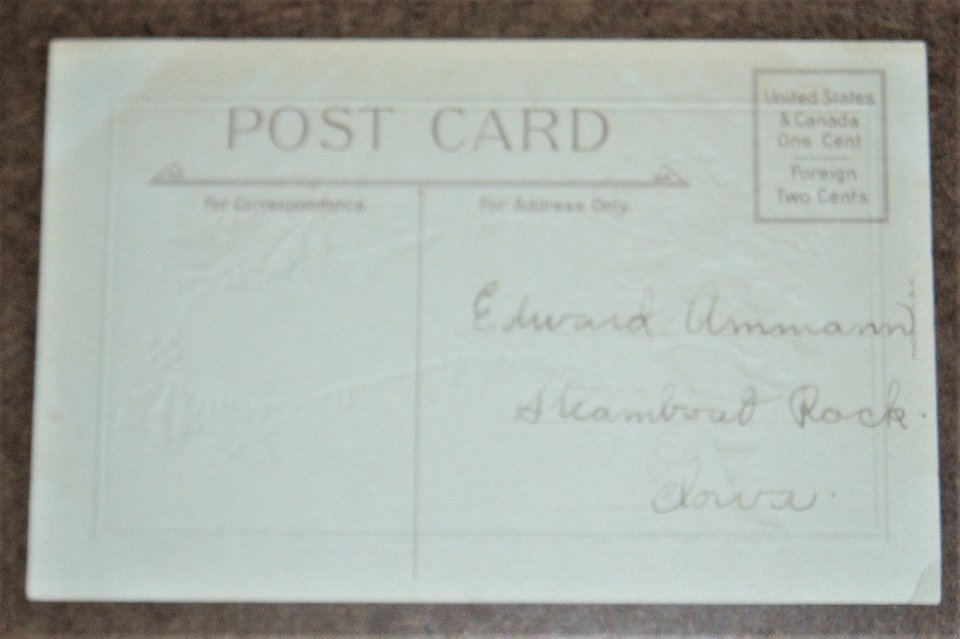 POST CARD
United States
& Canada
One Cent
Foreign
Two Cents
For Correspondence.
For Address Only.
Edward Ammann
Steamboat Rock.
Iowa.